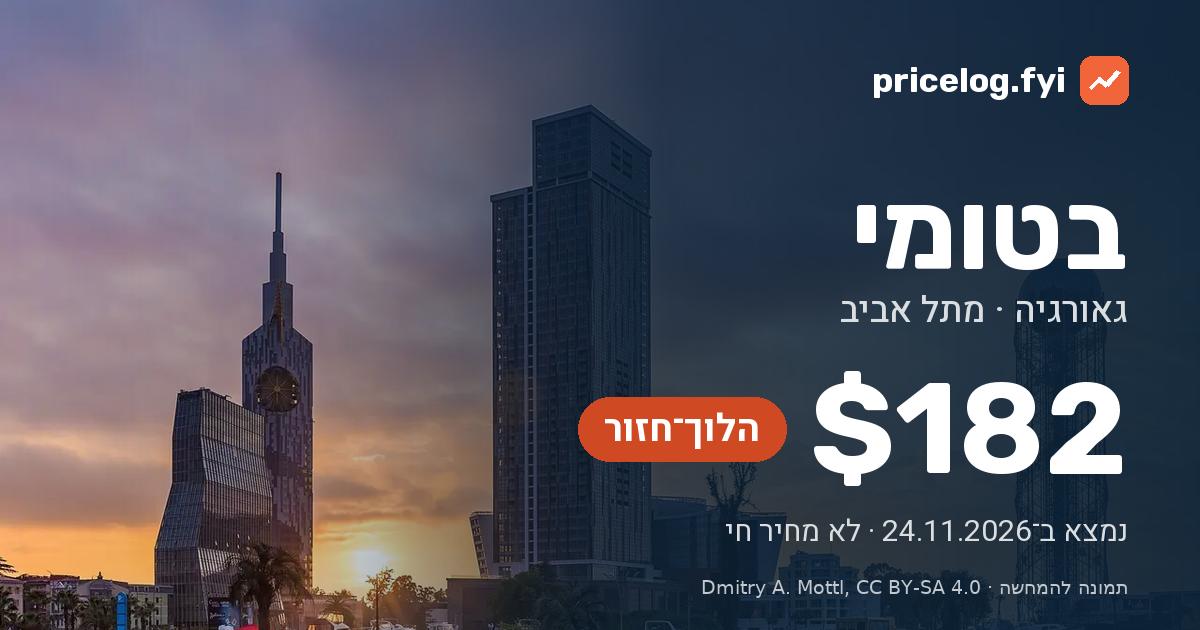 pricelog.fyi
בטומי
גאורגיה · מתל אביב
$182 הלוך־חזור
נמצא ב־24.11.2026 · לא מחיר חי
תמונה להמחשה · Dmitry A. Mottl, CC BY-SA 4.0